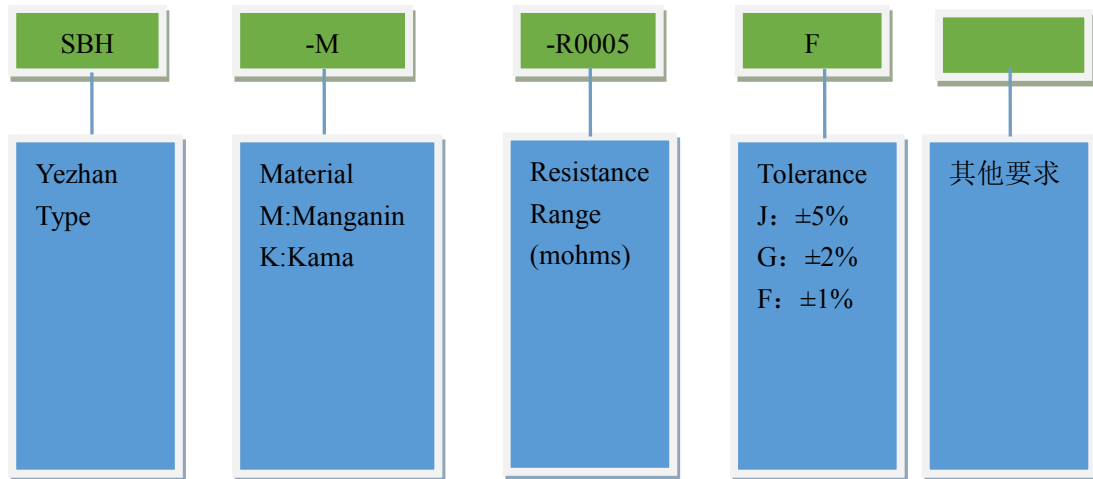 SBH
-M
-R0005
F
Yezhan
Type
Material
M:Manganin
K:Kama
Resistance
Range
(mohms)
Tolerance
J：±5%
G：±2%
F：±1%
其他要求